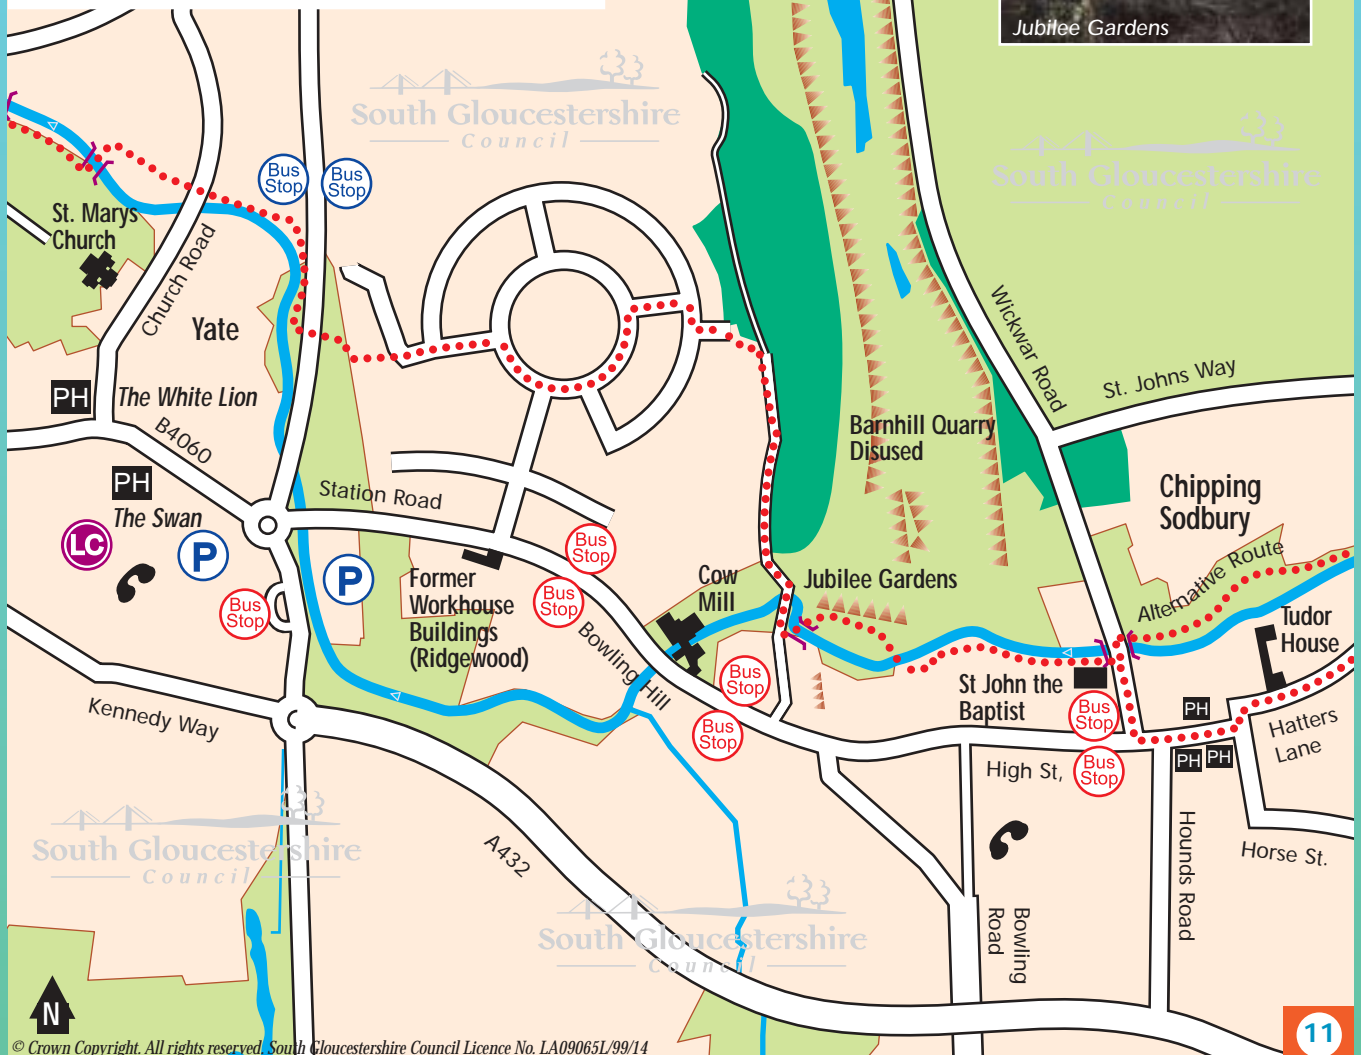 Jubilee Gardens
South Gloucestershire
Council
South Gloucestershire
Council
Bus
Stop
Bus
Stop
St. Marys
Church
Church Road
Yate
Wickwar Road
St. Johns Way
PH
The White Lion
B4060
Barnhill Quarry
Disused
PH
The Swan
Station Road
Chipping
Sodbury
LC
P
P
Bus
Stop
Bus
Stop
Bus
Stop
Former
Workhouse
Buildings
(Ridgewood)
Cow
Mill
Jubilee Gardens
Alternative Route
Tudor
House
Bowling Hill
Bus
Stop
Bus
Stop
St John the
Baptist
Bus
Stop
Bus
Stop
PH
PH
PH
Hatters
Lane
Kennedy Way
High St,
Horse St.
Hounds Road
A432
South Gloucestershire
Council
South Gloucestershire
Council
Bowling
Road
N
© Crown Copyright. All rights reserved. South Gloucestershire Council Licence No. LA09065L/99/14
11